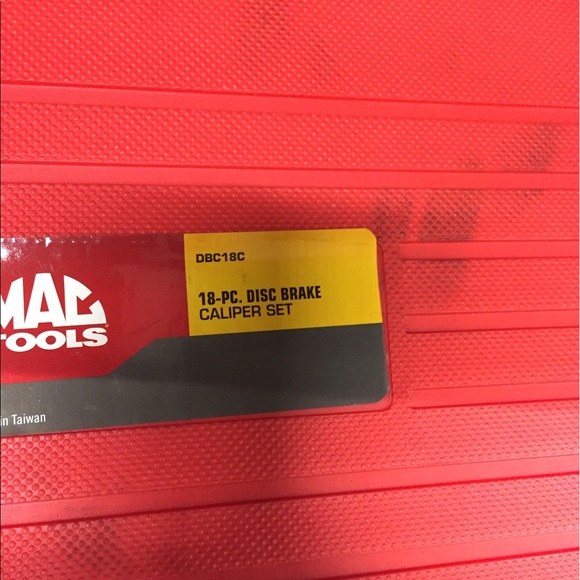 DBC18C
18-PC. DISC BRAKE
CALIPER SET
MAC
TOOLS
in Taiwan